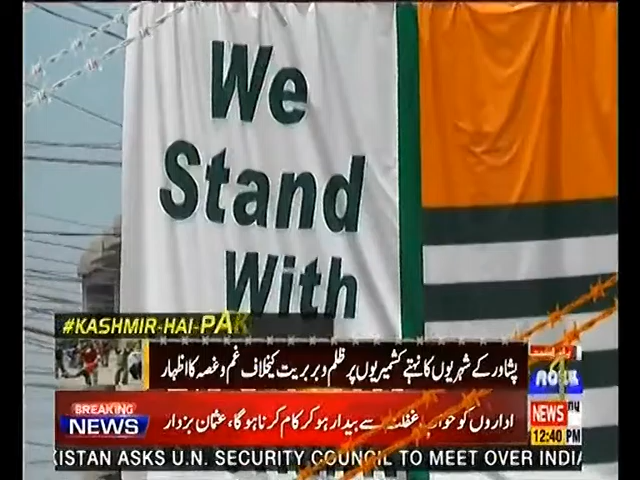 We
Stand
With
#KASHMIR-HAI-PAK
پشاور کے شہریوں کا نہتے کشمیریوں پر ظلم و بربریت کیخلاف غم و غصہ کا اظہار
BREAKING
NEWS
اداروں کو خواب غفلت سے بیدار ہو کر کام کرنا ہوگا، عثمان بزدار
NEWS
12:40 PM
KISTAN ASKS U.N. SECURITY COUNCIL TO MEET OVER INDIA